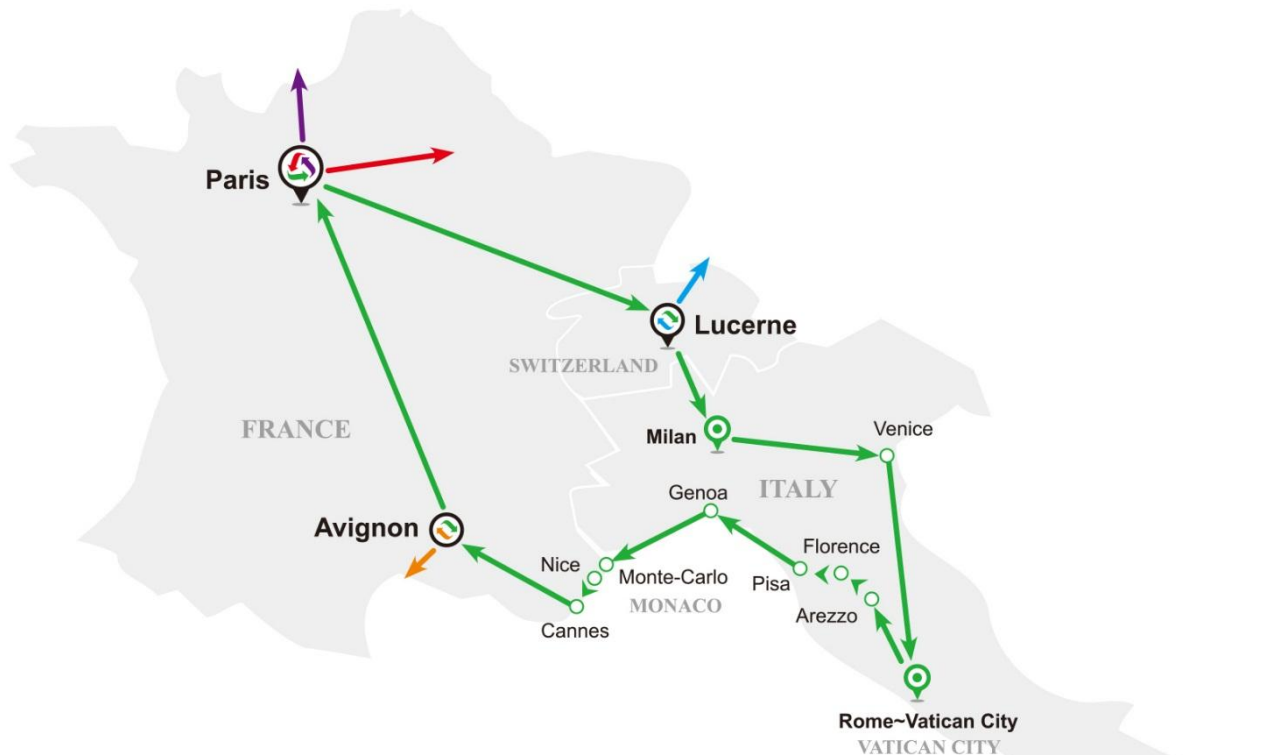 Paris
Lucerne
SWITZERLAND
FRANCE
Milan
Venice
ITALY
Genoa
Avignon
Florence
Nice
Monte-Carlo
Pisa
MONACO
Arezzo
Cannes
Rome~Vatican City
VATICAN CITY